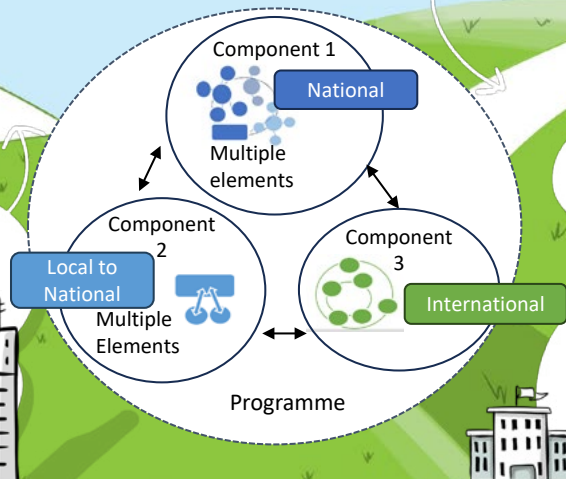 Component 1
National
Multiple
elements
Component
2
Local to
National
Multiple
Elements
Component
3
International
Programme